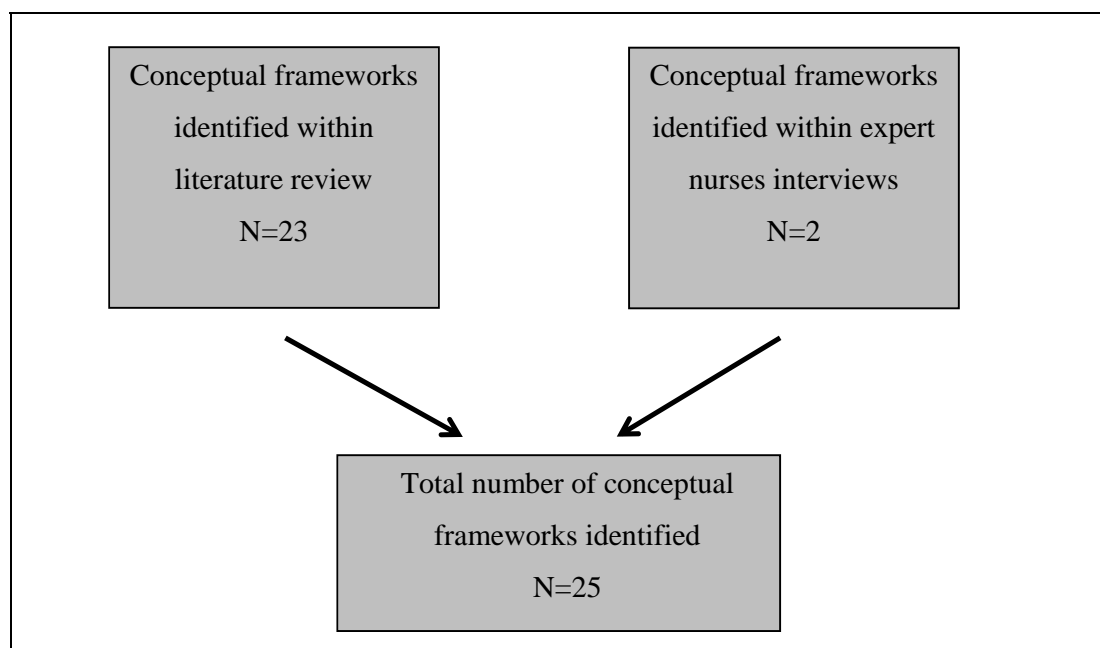 Conceptual frameworks
identified within
literature review
N=23
Conceptual frameworks
identified within expert
nurses interviews
N=2
Total number of conceptual
frameworks identified
N=25